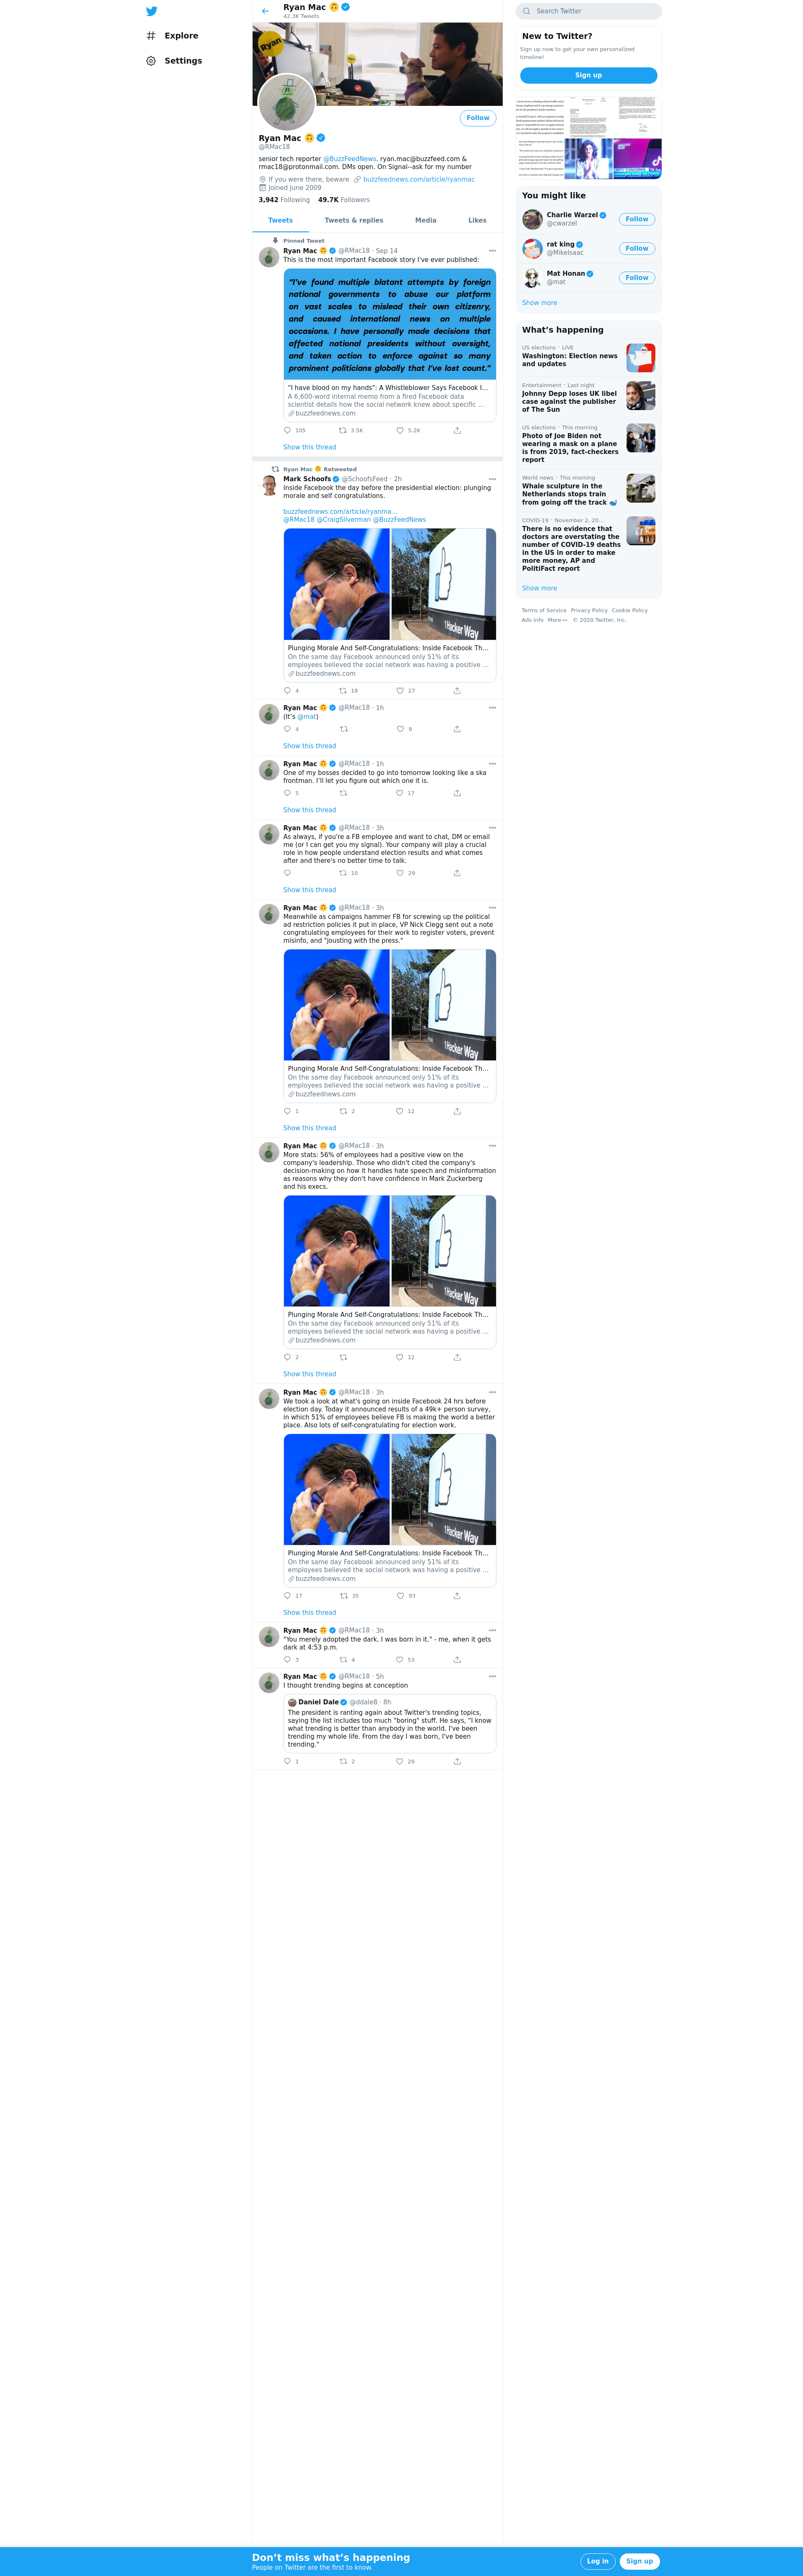 Explore
Settings
Ryan Mac 🙃
42.3K Tweets
Ryan
Follow
Ryan Mac 🙃
@RMac18
senior tech reporter @BuzzFeedNews. ryan.mac@buzzfeed.com &
rmac18@protonmail.com. DMs open. On Signal--ask for my number
If you were there, beware buzzfeednews.com/article/ryanmac
Joined June 2009
3,942 Following 49.7K Followers
Tweets Tweets & replies Media Likes
Pinned Tweet
Ryan Mac 🙃 @RMac18 · Sep 14
This is the most important Facebook story I've ever published:
"I've found multiple blatant attempts by foreign
national governments to abuse our platform
on vast scales to mislead their own citizenry,
and caused international news on multiple
occasions. I have personally made decisions that
affected national presidents without oversight,
and taken action to enforce against so many
prominent politicians globally that I've lost count."
"I have blood on my hands": A Whistleblower Says Facebook I...
A 6,600-word internal memo from a fired Facebook data
scientist details how the social network knew about specific ...
buzzfeednews.com
105 3.5K 5.2K
Show this thread
Ryan Mac 🙃 Retweeted
Mark Schoofs @SchoofsFeed · 2h
Inside Facebook the day before the presidential election: plunging
morale and self congratulations.
buzzfeednews.com/article/ryanma…
@RMac18 @CraigSilverman @BuzzFeedNews
1 Hacker Way
Plunging Morale And Self-Congratulations: Inside Facebook Th...
On the same day Facebook announced only 51% of its
employees believed the social network was having a positive ...
buzzfeednews.com
4 18 27
Ryan Mac 🙃 @RMac18 · 1h
(It's @mat)
4 9
Show this thread
Ryan Mac 🙃 @RMac18 · 1h
One of my bosses decided to go into tomorrow looking like a ska
frontman. I'll let you figure out which one it is.
5 17
Show this thread
Ryan Mac 🙃 @RMac18 · 3h
As always, if you're a FB employee and want to chat, DM or email
me (or I can get you my signal). Your company will play a crucial
role in how people understand election results and what comes
after and there's no better time to talk.
10 29
Show this thread
Ryan Mac 🙃 @RMac18 · 3h
Meanwhile as campaigns hammer FB for screwing up the political
ad restriction policies it put in place, VP Nick Clegg sent out a note
congratulating employees for their work to register voters, prevent
misinfo, and "jousting with the press."
1 Hacker Way
Plunging Morale And Self-Congratulations: Inside Facebook Th...
On the same day Facebook announced only 51% of its
employees believed the social network was having a positive ...
buzzfeednews.com
1 2 12
Show this thread
Ryan Mac 🙃 @RMac18 · 3h
More stats: 56% of employees had a positive view on the
company's leadership. Those who didn't cited the company's
decision-making on how it handles hate speech and misinformation
as reasons why they don't have confidence in Mark Zuckerberg
and his execs.
1 Hacker Way
Plunging Morale And Self-Congratulations: Inside Facebook Th...
On the same day Facebook announced only 51% of its
employees believed the social network was having a positive ...
buzzfeednews.com
2 12
Show this thread
Ryan Mac 🙃 @RMac18 · 3h
We took a look at what's going on inside Facebook 24 hrs before
election day. Today it announced results of a 49k+ person survey,
in which 51% of employees believe FB is making the world a better
place. Also lots of self-congratulating for election work.
1 Hacker Way
Plunging Morale And Self-Congratulations: Inside Facebook Th...
On the same day Facebook announced only 51% of its
employees believed the social network was having a positive ...
buzzfeednews.com
17 35 93
Show this thread
Ryan Mac 🙃 @RMac18 · 3h
"You merely adopted the dark. I was born in it." - me, when it gets
dark at 4:53 p.m.
3 4 53
Ryan Mac 🙃 @RMac18 · 5h
I thought trending begins at conception
Daniel Dale @ddale8 · 8h
The president is ranting again about Twitter's trending topics,
saying the list includes too much "boring" stuff. He says, "I know
what trending is better than anybody in the world. I've been
trending my whole life. From the day I was born, I've been
trending."
1 2 29
Search Twitter
New to Twitter?
Sign up now to get your own personalized
timeline!
Sign up
You might like
Charlie Warzel
@cwarzel
Follow
rat king
@MikeIsaac
Follow
Mat Honan
@mat
Follow
Show more
What's happening
US elections · LIVE
Washington: Election news
and updates
Entertainment · Last night
Johnny Depp loses UK libel
case against the publisher
of The Sun
US elections · This morning
Photo of Joe Biden not
wearing a mask on a plane
is from 2019, fact-checkers
report
World news · This morning
Whale sculpture in the
Netherlands stops train
from going off the track 🐋
COVID-19 · November 2, 20...
There is no evidence that
doctors are overstating the
number of COVID-19 deaths
in the US in order to make
more money, AP and
PolitiFact report
Show more
Terms of Service Privacy Policy Cookie Policy
Ads info More ••• © 2020 Twitter, Inc.
Don't miss what's happening
People on Twitter are the first to know.
Log in
Sign up